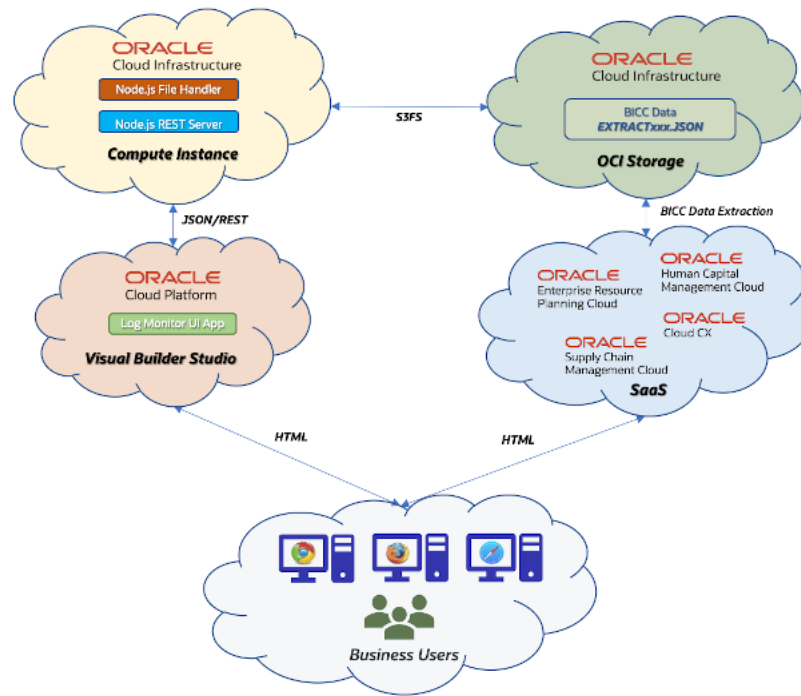 ORACLE
Cloud Infrastructure
Node.js File Handler
Node.js REST Server
Compute Instance
S3FS
ORACLE
Cloud Infrastructure
BICC Data
EXTRACTxxx.JSON
OCI Storage
JSON/REST
BICC Data Extraction
ORACLE
Cloud Platform
Log Monitor UI App
Visual Builder Studio
ORACLE
Enterprise Resource
Planning Cloud
ORACLE
Human Capital
Management Cloud
ORACLE
Cloud CX
ORACLE
Supply Chain
Management Cloud
SaaS
HTML
HTML
Business Users